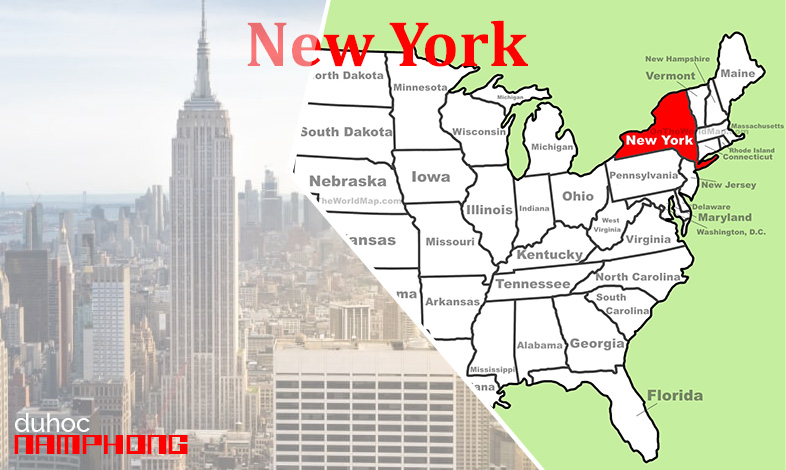 New York
New Hampshire
Vermont
Maine
orth Dakota
Minnesota
Michigan
Massachusetts
South Dakota
Wisconsin
Michigan
New York
Rhode Island
Connecticut
Nebraska
Iowa
Pennsylvania
New Jersey
TheWorldMap.com
Illinois
Indiana
Ohio
Delaware
Maryland
Washington, D.C.
Kansas
Missouri
West
Virginia
Virginia
Kentucky
North Carolina
Tennessee
ma
Arkansas
South
Carolina
Mississippi
Alabama
Georgia
iana
Florida
duhoc
NAMPHONG